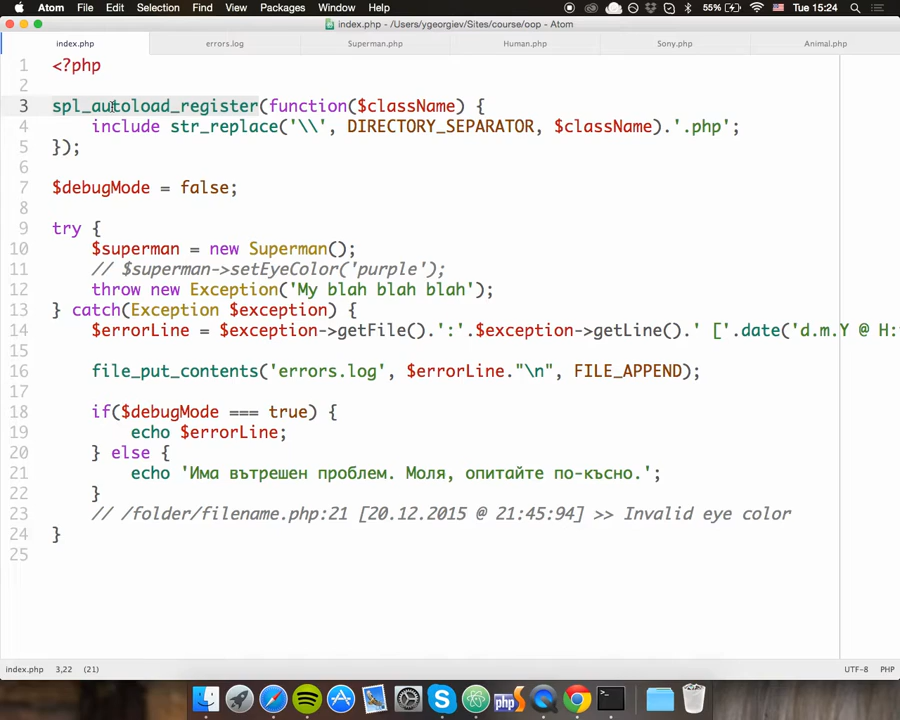 Atom File Edit Selection Find View Packages Window Help 55% Tue 15:24
index.php - /Users/ygeorgiev/Sites/course/oop - Atom
index.php errors.log Superman.php Human.php Sony.php Animal.php
1 <?php
2
3 spl_autoload_register(function($className) {
4 include str_replace('\\', DIRECTORY_SEPARATOR, $className).'.php';
5 });
6
7 $debugMode = false;
8
9 try {
10 $superman = new Superman();
11 // $superman->setEyeColor('purple');
12 throw new Exception('My blah blah blah');
13 } catch(Exception $exception) {
14 $errorLine = $exception->getFile().':'.$exception->getLine().' ['.date('d.m.Y @ H:
15
16 file_put_contents('errors.log', $errorLine."\n", FILE_APPEND);
17
18 if($debugMode === true) {
19 echo $errorLine;
20 } else {
21 echo 'Има вътрешен проблем. Моля, опитайте по-късно.';
22 }
23 // /folder/filename.php:21 [20.12.2015 @ 21:45:94] >> Invalid eye color
24 }
25
index.php 3,22 (21) UTF-8 PHP
php